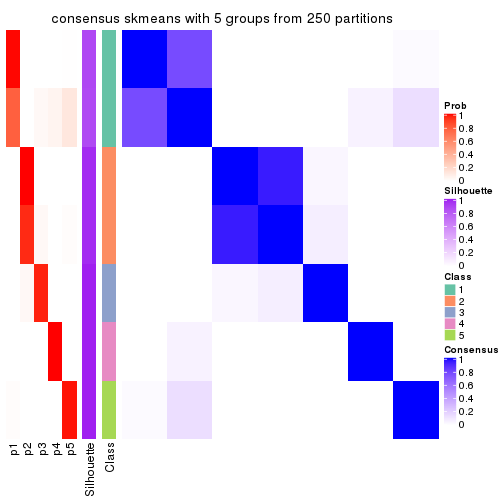 consensus skmeans with 5 groups from 250 partitions
Prob
1
0.8
0.6
0.4
0.2
0
Silhouette
1
0.8
0.6
0.4
0.2
0
Class
1
2
3
4
5
Consensus
1
0.8
0.6
0.4
0.2
0
p1
p2
p3
p4
p5
Silhouette
Class